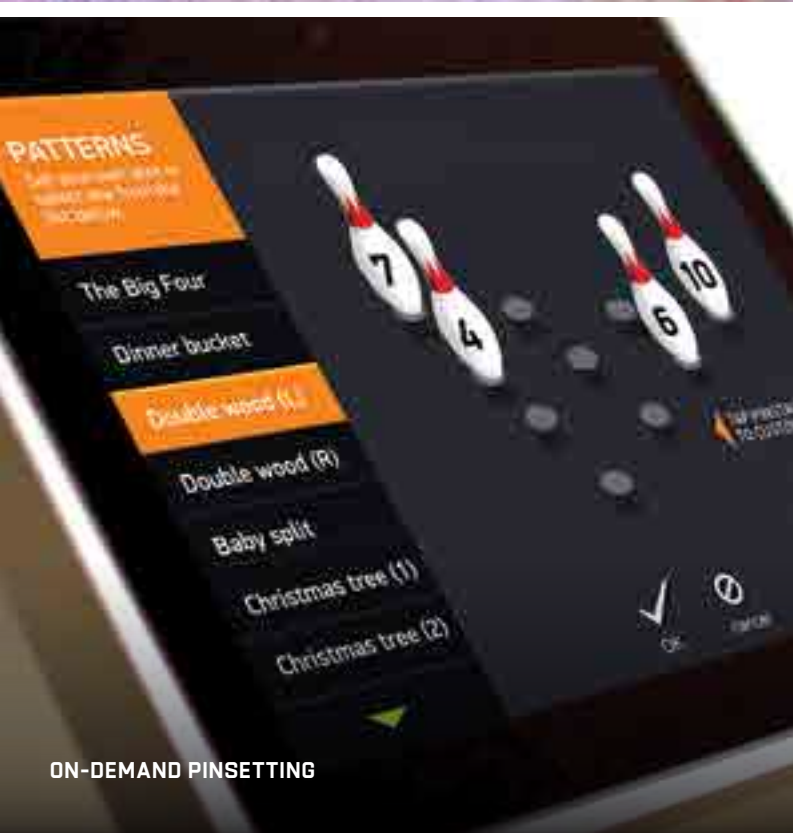 PATTERNS
The Big Four
Dinner bucket
Double wood (L)
Double wood (R)
Baby split
Christmas tree (1)
Christmas tree (2)
7
4
6
10
OK
cancel
ON-DEMAND PINSETTING